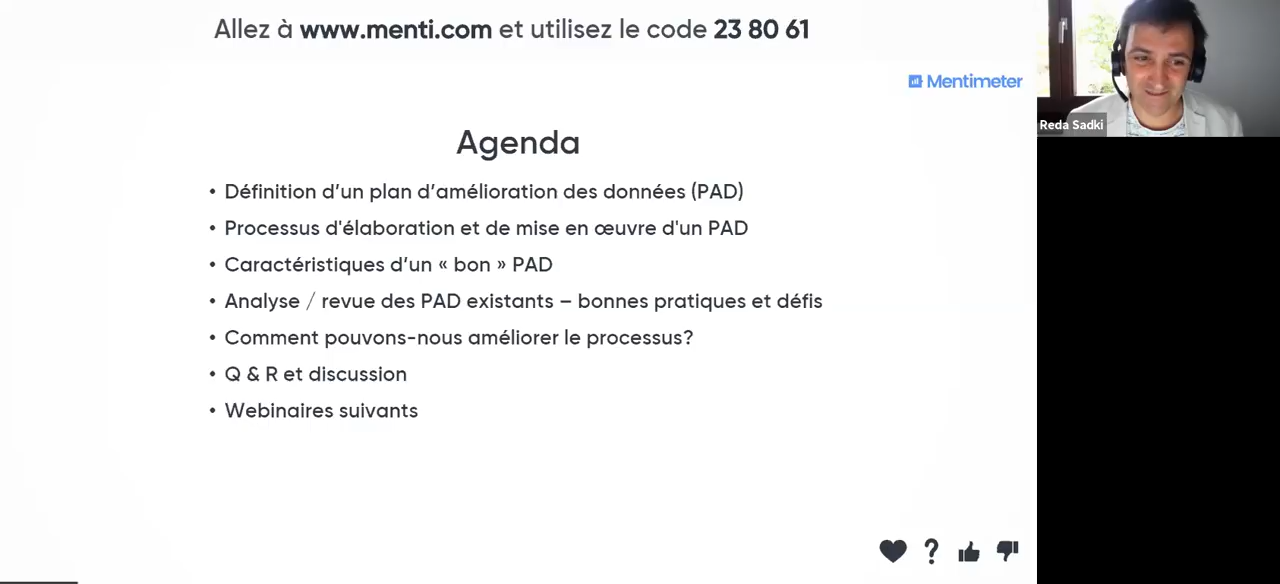 Allez à www.menti.com et utilisez le code 23 80 61
Mentimeter
Reda Sadki
Agenda
• Définition d’un plan d’amélioration des données (PAD)
• Processus d'élaboration et de mise en œuvre d'un PAD
• Caractéristiques d’un « bon » PAD
• Analyse / revue des PAD existants – bonnes pratiques et défis
• Comment pouvons-nous améliorer le processus?
• Q & R et discussion
• Webinaires suivants